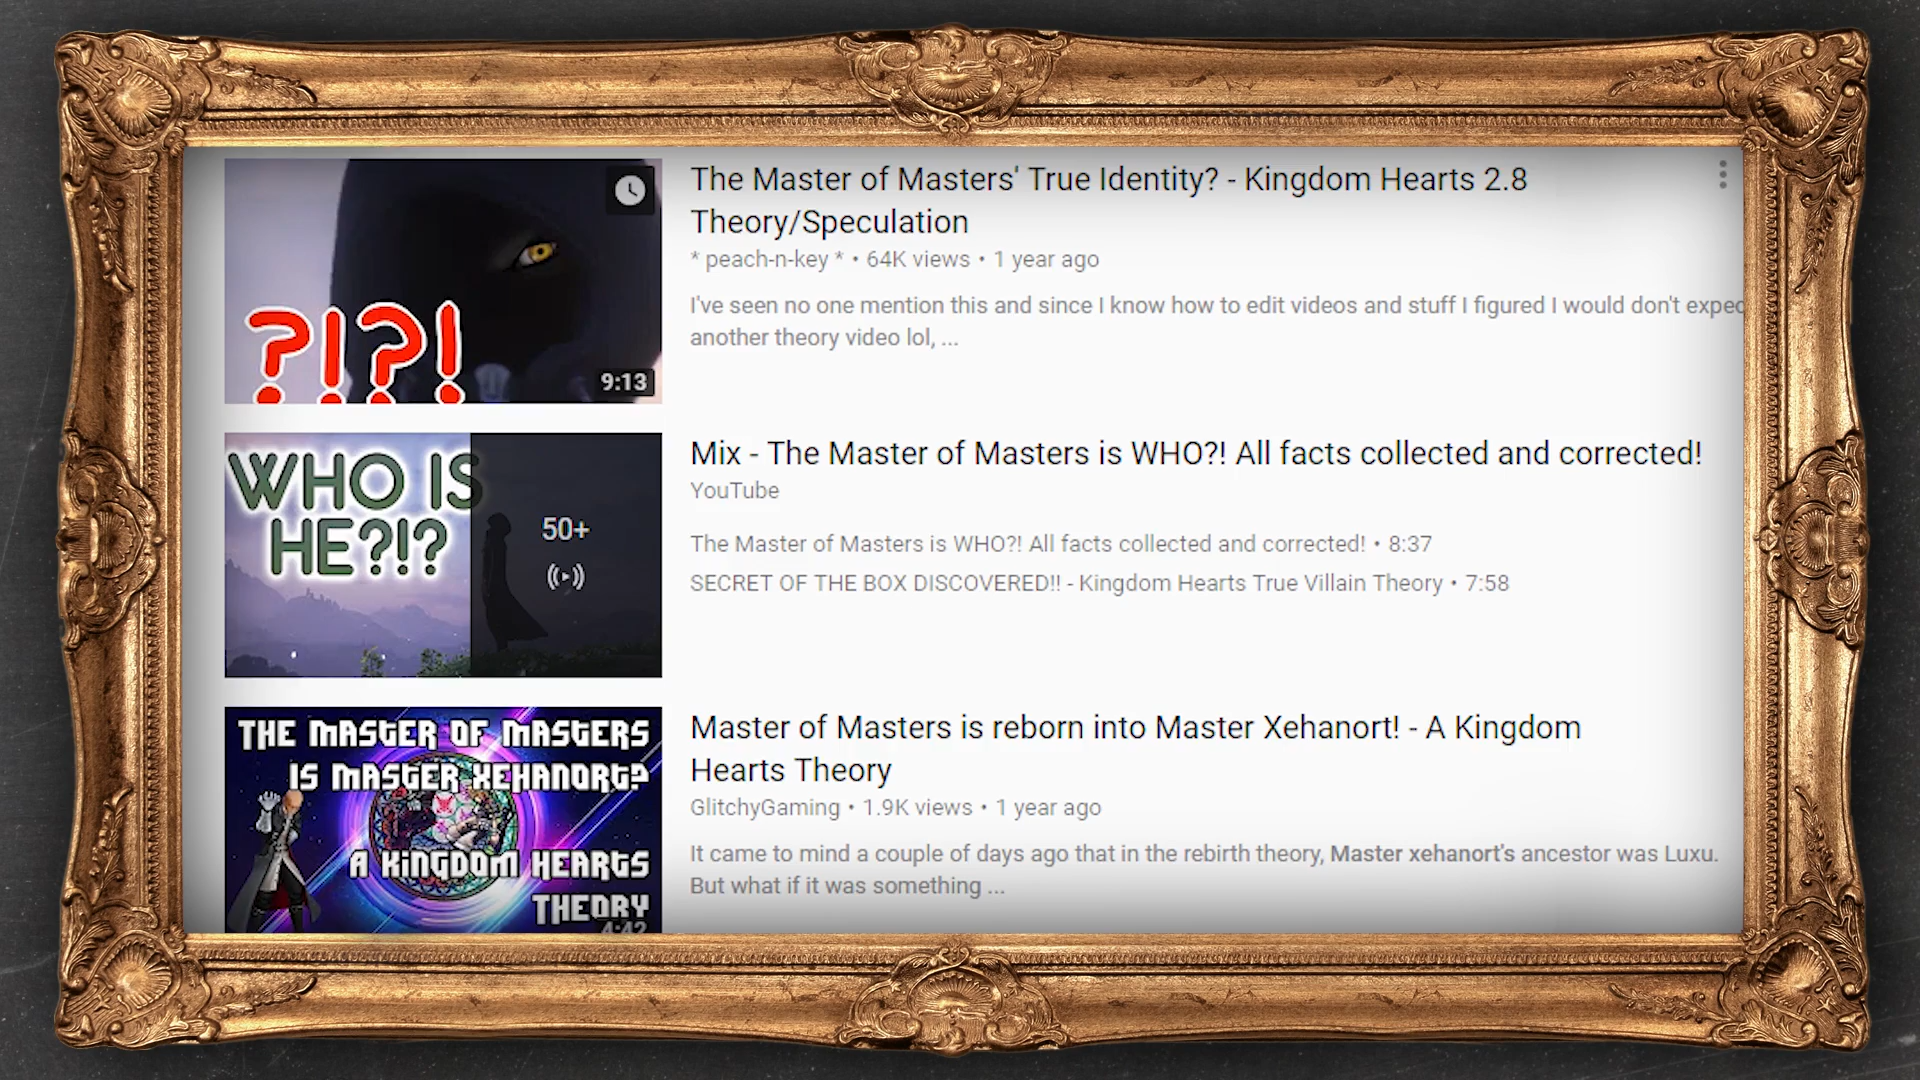 The Master of Masters' True Identity? - Kingdom Hearts 2.8
Theory/Speculation
* peach-n-key * • 64K views • 1 year ago
I've seen no one mention this and since I know how to edit videos and stuff I figured I would don't expec
another theory video lol, ...
?!?!
9:13
Mix - The Master of Masters is WHO?! All facts collected and corrected!
YouTube
The Master of Masters is WHO?! All facts collected and corrected! • 8:37
SECRET OF THE BOX DISCOVERED!! - Kingdom Hearts True Villain Theory • 7:58
WHO IS
HE?!?
50+
Master of Masters is reborn into Master Xehanort! - A Kingdom
Hearts Theory
GlitchyGaming • 1.9K views • 1 year ago
It came to mind a couple of days ago that in the rebirth theory, Master xehanort's ancestor was Luxu.
But what if it was something ...
THE MASTER OF MASTERS
IS MASTER XEHANORT?
A KINGDOM HEARTS
THEORY
4:42